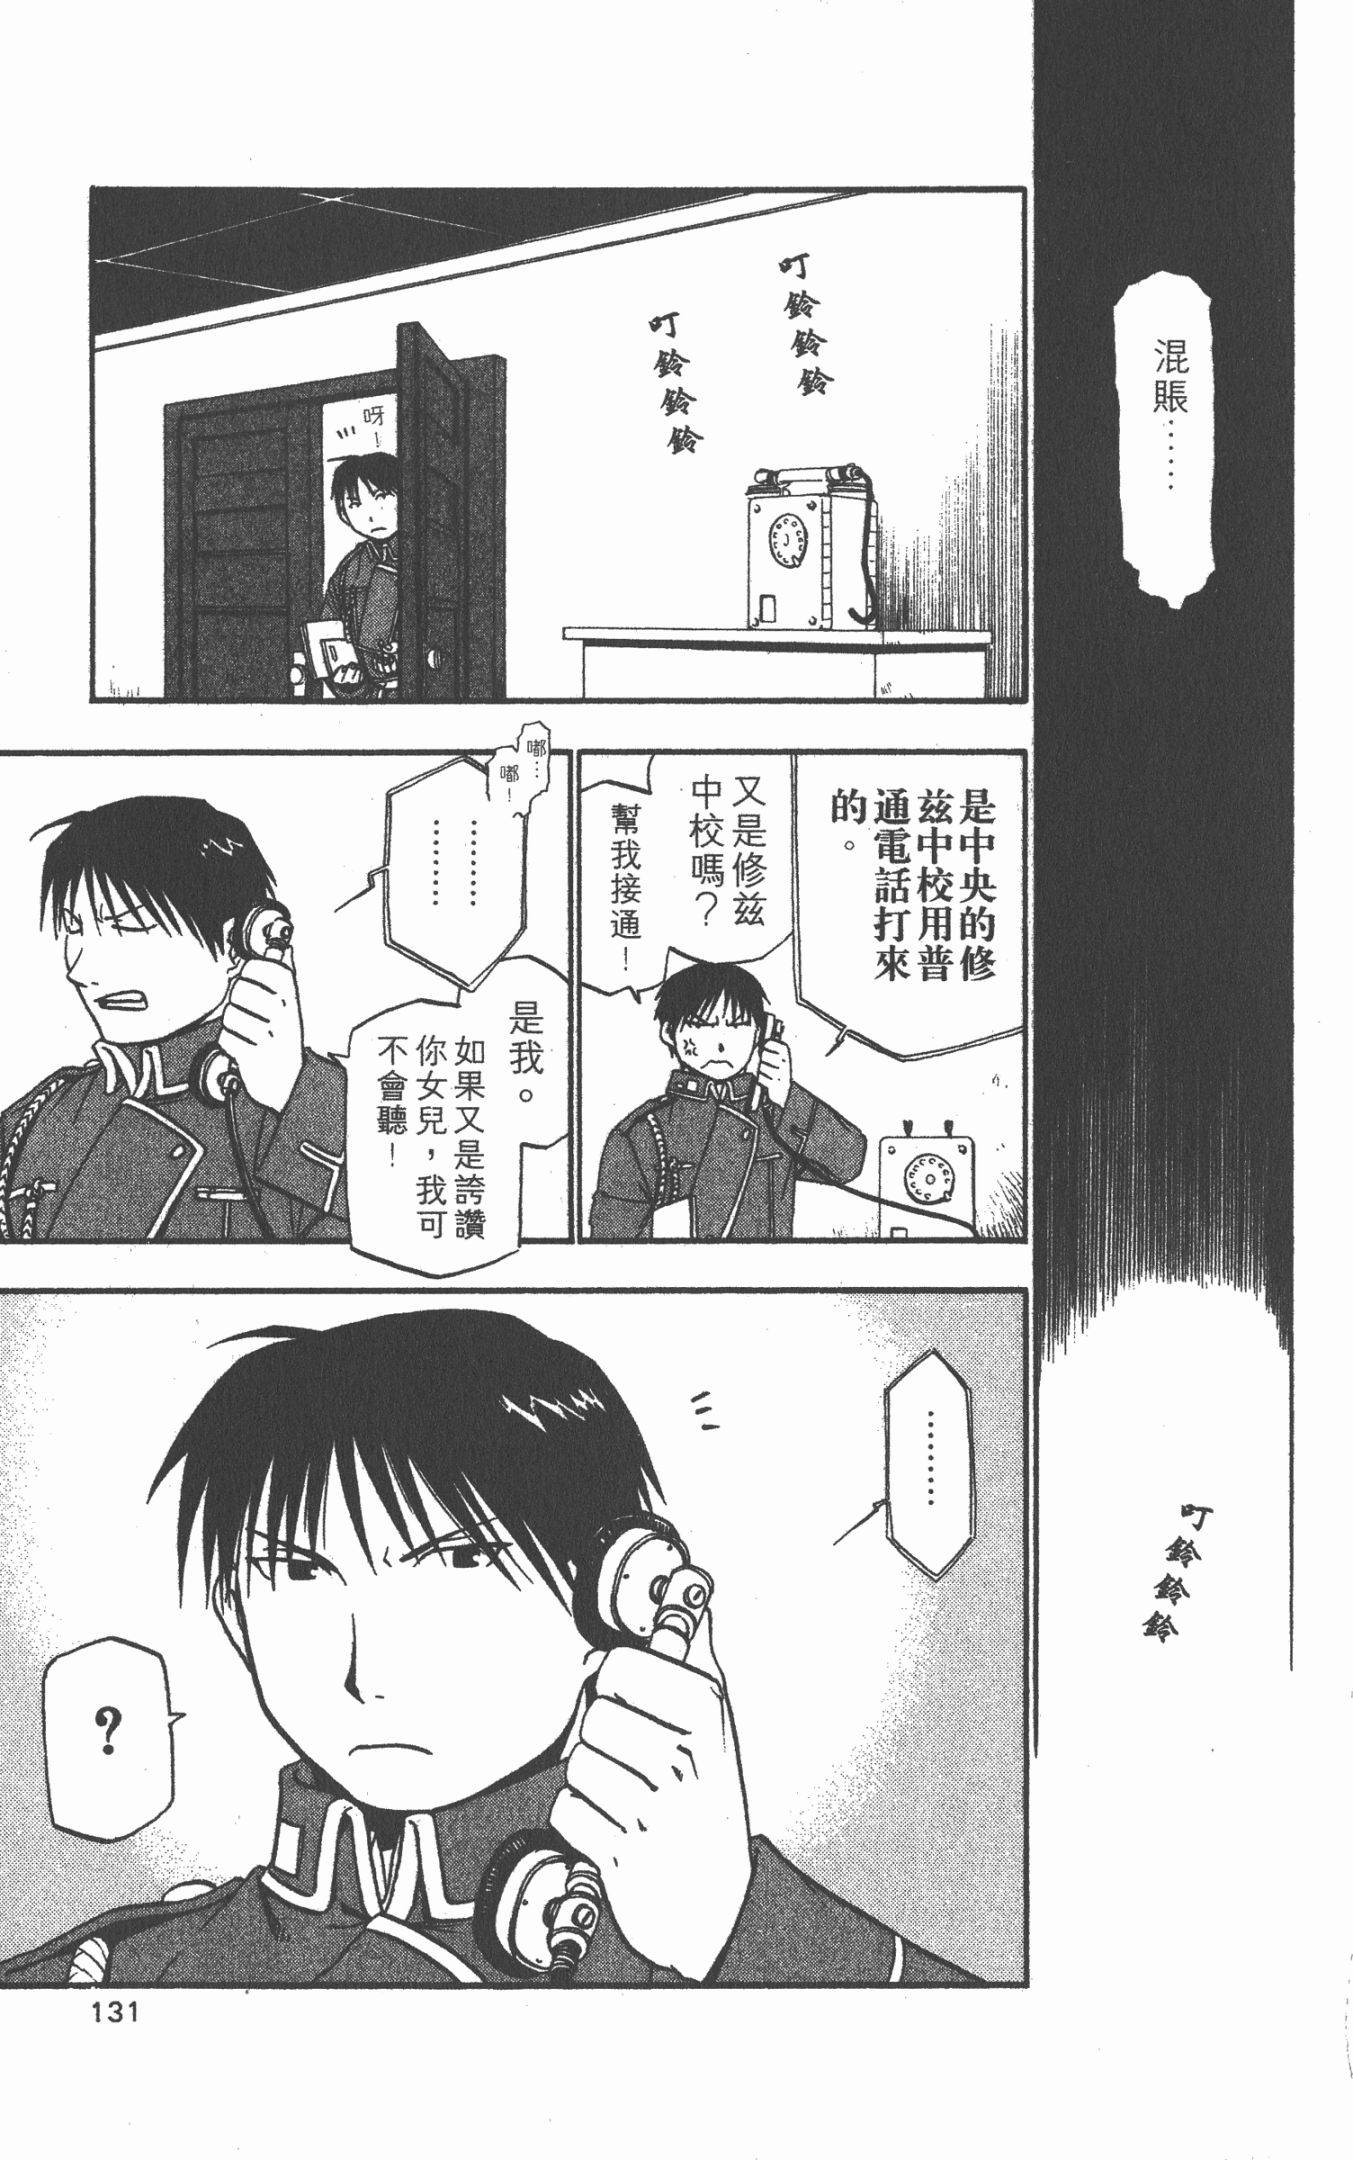 混賬……
叮鈴鈴鈴
叮鈴鈴鈴
叮鈴鈴鈴
呀！
是中央的修
茲中校用普
通電話打來
的。
又是修茲
中校嗎？
幫我接通！
嘟…
嘟！
………
………
是我。
如果又是誇讚
你女兒，我可
不會聽！
………
？
131